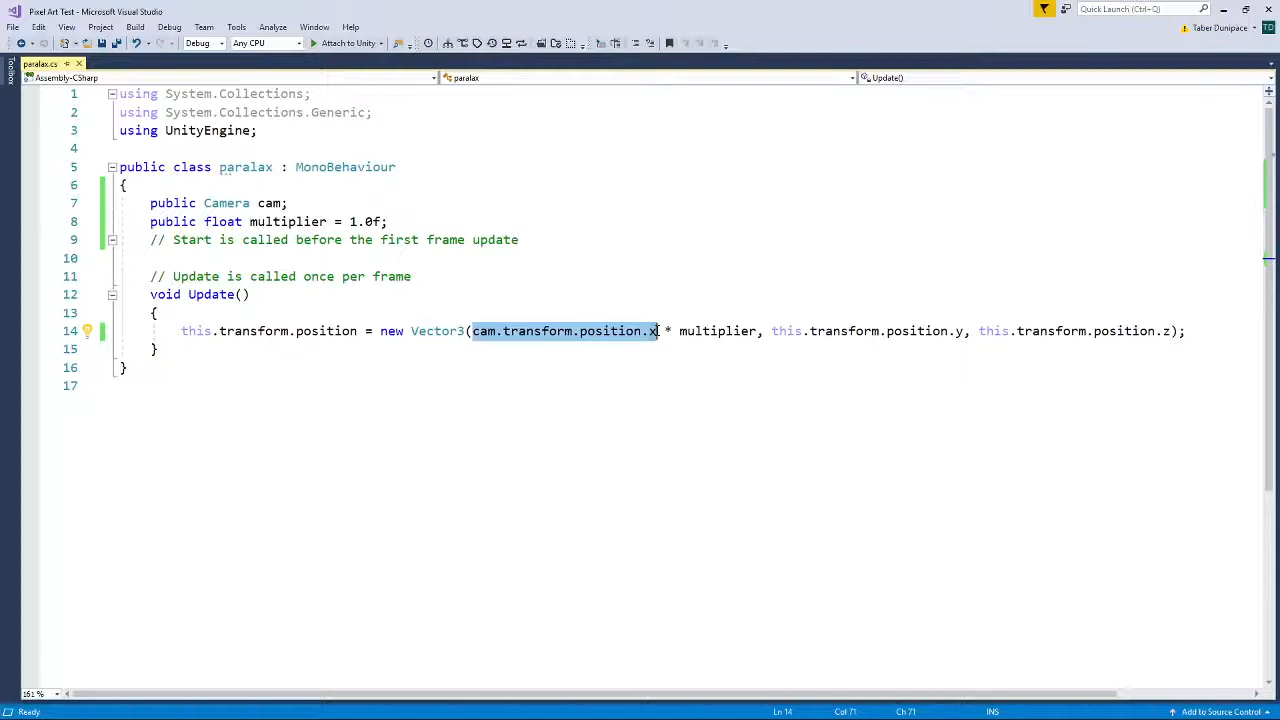 Pixel Art Test - Microsoft Visual Studio
Quick Launch (Ctrl+Q)
File Edit View Project Build Debug Team Tools Analyze Window Help
Taber Dunipace TD
Debug Any CPU Attach to Unity
paralax.cs
Toolbox
Assembly-CSharp paralax Update()
1 using System.Collections;
2 using System.Collections.Generic;
3 using UnityEngine;
4
5 public class paralax : MonoBehaviour
6 {
7 public Camera cam;
8 public float multiplier = 1.0f;
9 // Start is called before the first frame update
10
11 // Update is called once per frame
12 void Update()
13 {
14 this.transform.position = new Vector3(cam.transform.position.x * multiplier, this.transform.position.y, this.transform.position.z);
15 }
16 }
17
161 %
Ready Ln 14 Col 71 Ch 71 INS Add to Source Control